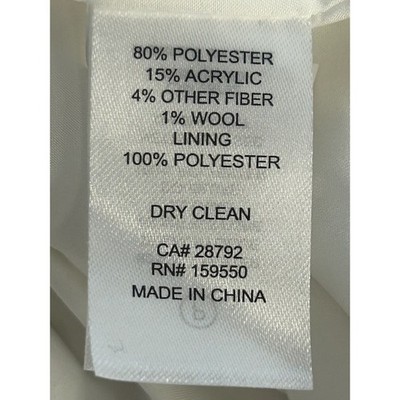 80% POLYESTER
15% ACRYLIC
4% OTHER FIBER
1% WOOL
LINING
100% POLYESTER
DRY CLEAN
CA# 28792
RN# 159550
MADE IN CHINA